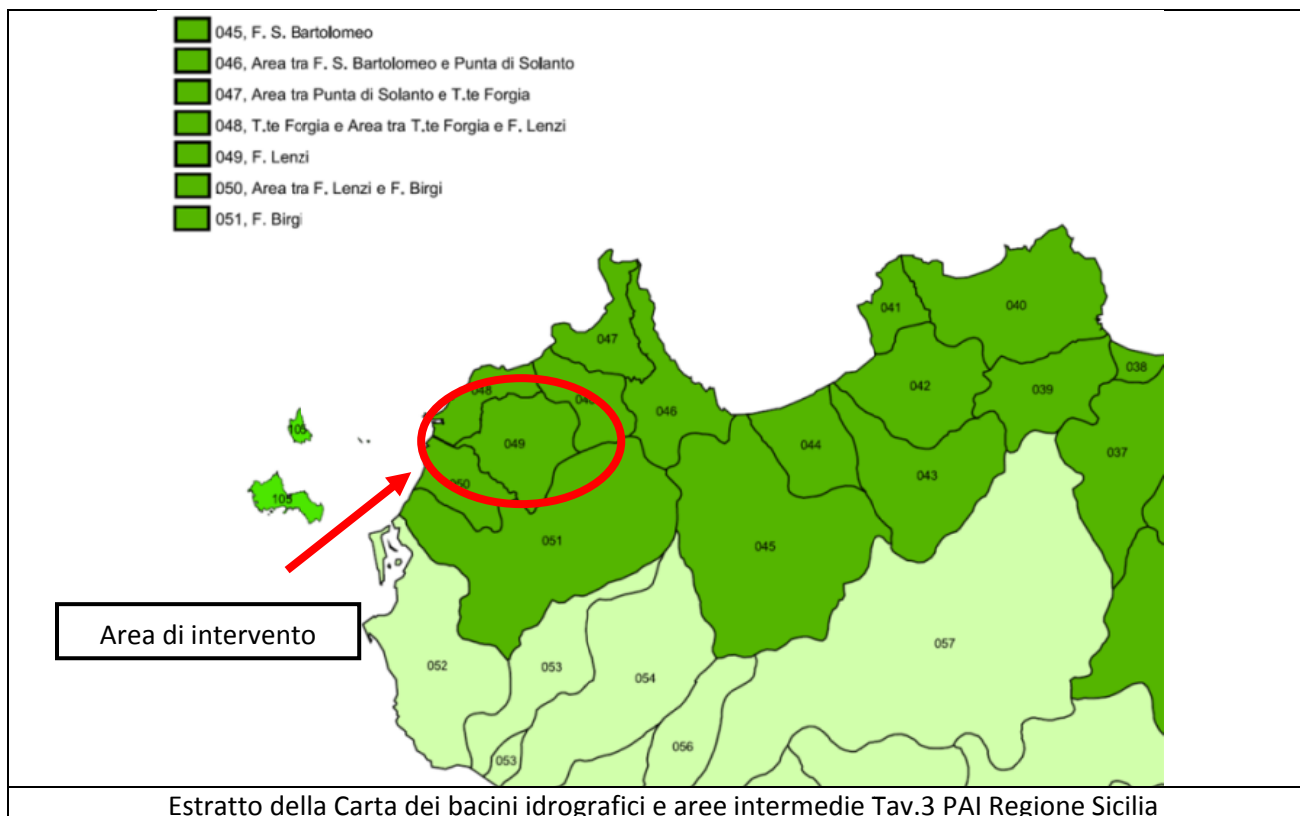 045, F. S. Bartolomeo
046, Area tra F. S. Bartolomeo e Punta di Solanto
047, Area tra Punta di Solanto e T.te Forgia
048, T.te Forgia e Area tra T.te Forgia e F. Lenzi
049, F. Lenzi
050, Area tra F. Lenzi e F. Birgi
051, F. Birgi
041
040
047
038
048
042
039
048
046
105
049
044
037
043
050
105
051
045
Area di intervento
052
053
057
054
056
053
Estratto della Carta dei bacini idrografici e aree intermedie Tav.3 PAI Regione Sicilia